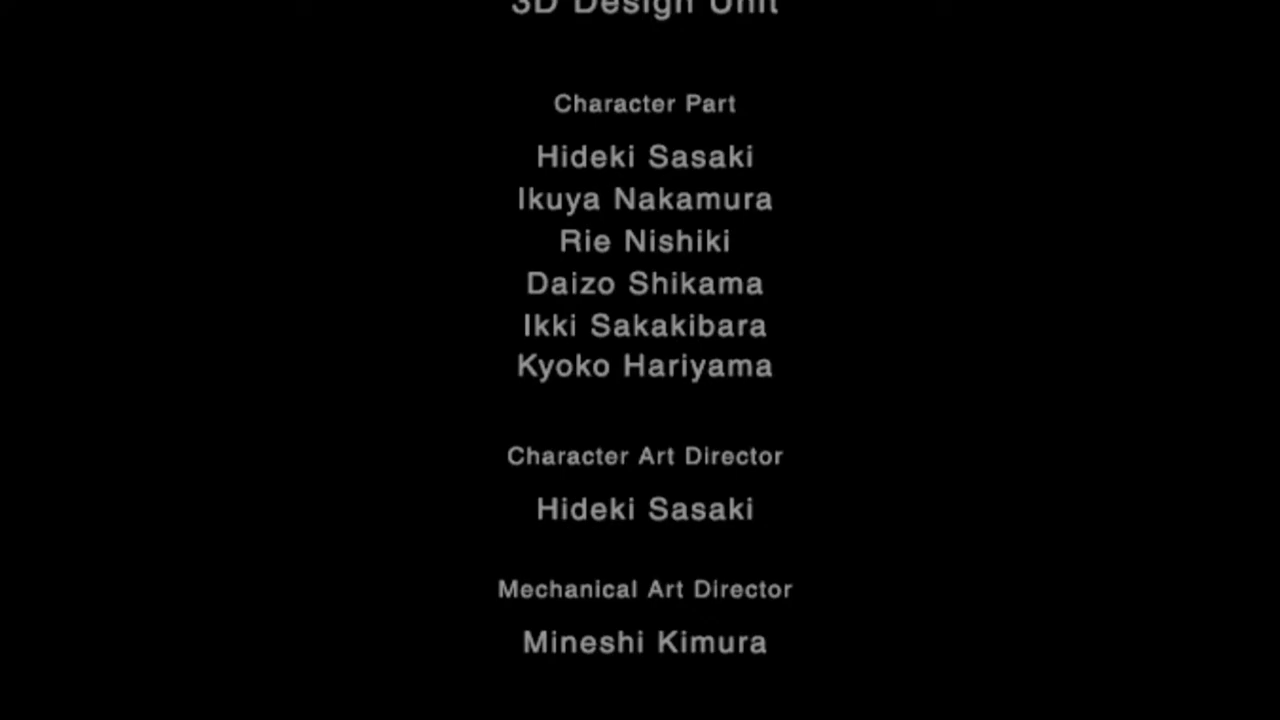 3D Design Unit
Character Part
Hideki Sasaki
Ikuya Nakamura
Rie Nishiki
Daizo Shikama
Ikki Sakakibara
Kyoko Hariyama
Character Art Director
Hideki Sasaki
Mechanical Art Director
Mineshi Kimura